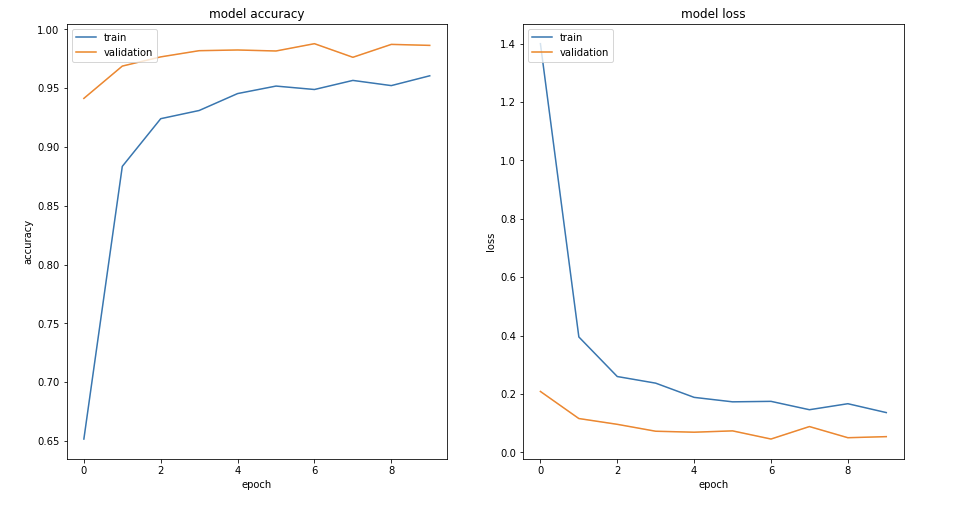 model accuracy
train
validation
1.00
0.95
0.90
0.85
0.80
0.75
0.70
0.65
accuracy
0 2 4 6 8
epoch
model loss
train
validation
1.4
1.2
1.0
0.8
0.6
0.4
0.2
0.0
loss
0 2 4 6 8
epoch